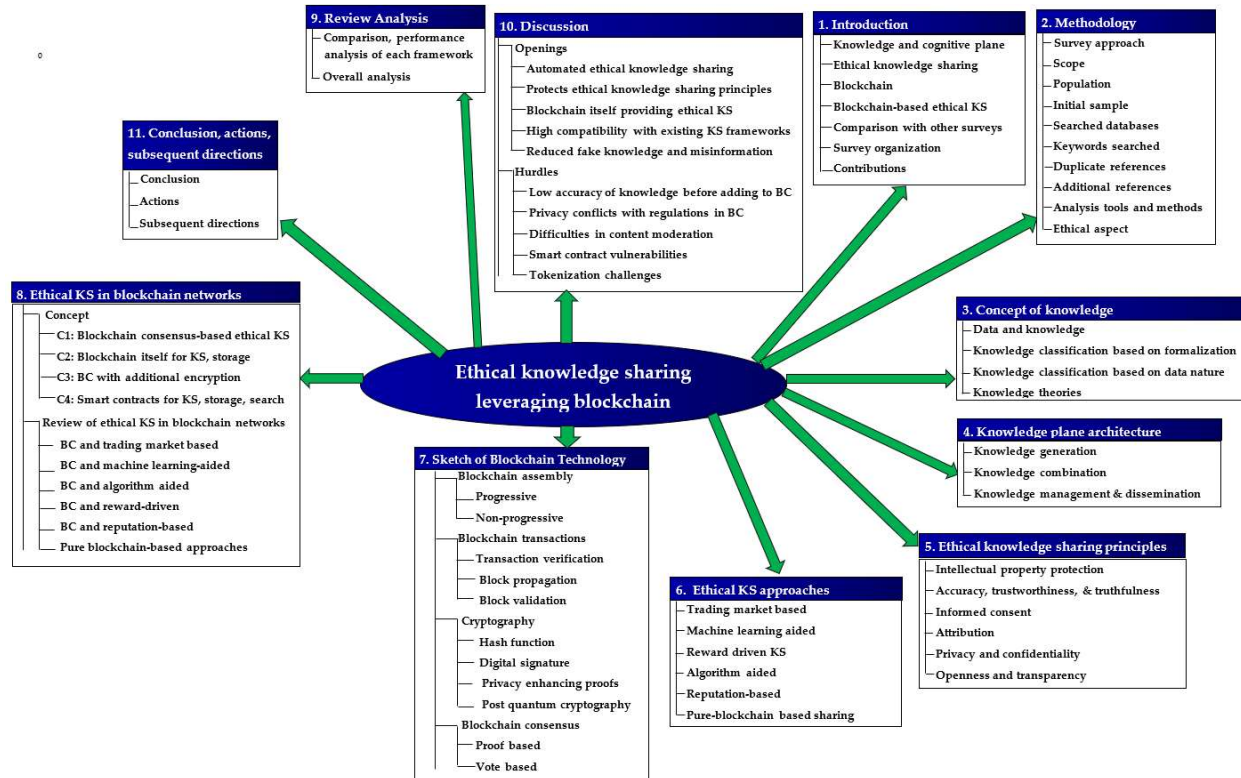 9. Review Analysis
Comparison, performance
analysis of each framework
Overall analysis
10. Discussion
Openings
Automated ethical knowledge sharing
Protects ethical knowledge sharing principles
Blockchain itself providing ethical KS
High compatibility with existing KS frameworks
Reduced fake knowledge and misinformation
Hurdles
Low accuracy of knowledge before adding to BC
Privacy conflicts with regulations in BC
Difficulties in content moderation
Smart contract vulnerabilities
Tokenization challenges
1. Introduction
Knowledge and cognitive plane
Ethical knowledge sharing
Blockchain
Blockchain-based ethical KS
Comparison with other surveys
Survey organization
Contributions
2. Methodology
Survey approach
Scope
Population
Initial sample
Searched databases
Keywords searched
Duplicate references
Additional references
Analysis tools and methods
Ethical aspect
11. Conclusion, actions,
subsequent directions
Conclusion
Actions
Subsequent directions
8. Ethical KS in blockchain networks
Concept
C1: Blockchain consensus-based ethical KS
C2: Blockchain itself for KS, storage
C3: BC with additional encryption
C4: Smart contracts for KS, storage, search
Review of ethical KS in blockchain networks
BC and trading market based
BC and machine learning-aided
BC and algorithm aided
BC and reward-driven
BC and reputation-based
Pure blockchain-based approaches
Ethical knowledge sharing
leveraging blockchain
3. Concept of knowledge
Data and knowledge
Knowledge classification based on formalization
Knowledge classification based on data nature
Knowledge theories
4. Knowledge plane architecture
Knowledge generation
Knowledge combination
Knowledge management & dissemination
7. Sketch of Blockchain Technology
Blockchain assembly
Progressive
Non-progressive
Blockchain transactions
Transaction verification
Block propagation
Block validation
Cryptography
Hash function
Digital signature
Privacy enhancing proofs
Post quantum cryptography
Blockchain consensus
Proof based
Vote based
6. Ethical KS approaches
Trading market based
Machine learning aided
Reward driven KS
Algorithm aided
Reputation-based
Pure-blockchain based sharing
5. Ethical knowledge sharing principles
Intellectual property protection
Accuracy, trustworthiness, & truthfulness
Informed consent
Attribution
Privacy and confidentiality
Openness and transparency